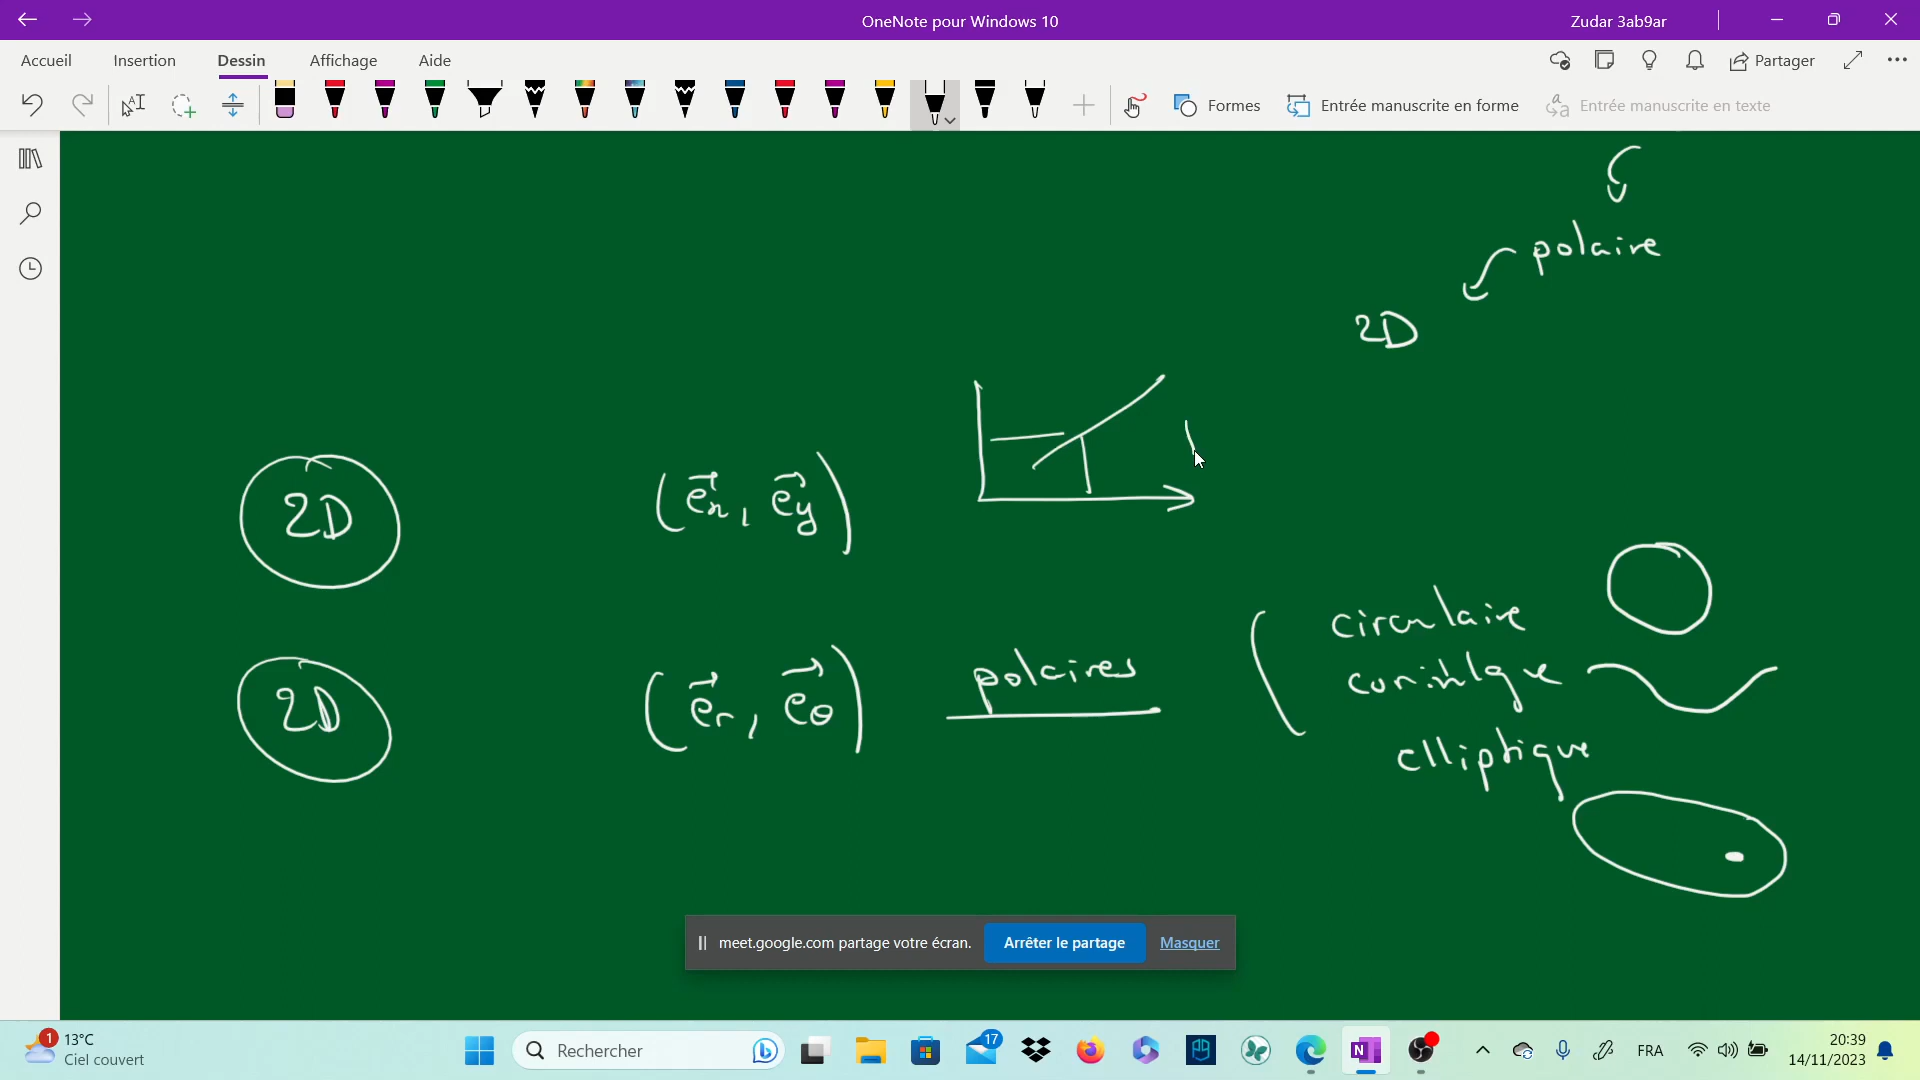 OneNote pour Windows 10
Zudar 3ab9ar
Accueil Insertion Dessin Affichage Aide
Partager
Formes Entrée manuscrite en forme Entrée manuscrite en texte
polaire
2D
2D (e⃗x, e⃗y)
circulaire
2D (e⃗r, e⃗θ) polaires
elliptique
meet.google.com partage votre écran. Arrêter le partage Masquer
1 13°C
Ciel couvert
Rechercher
17
FRA
20:39
14/11/2023